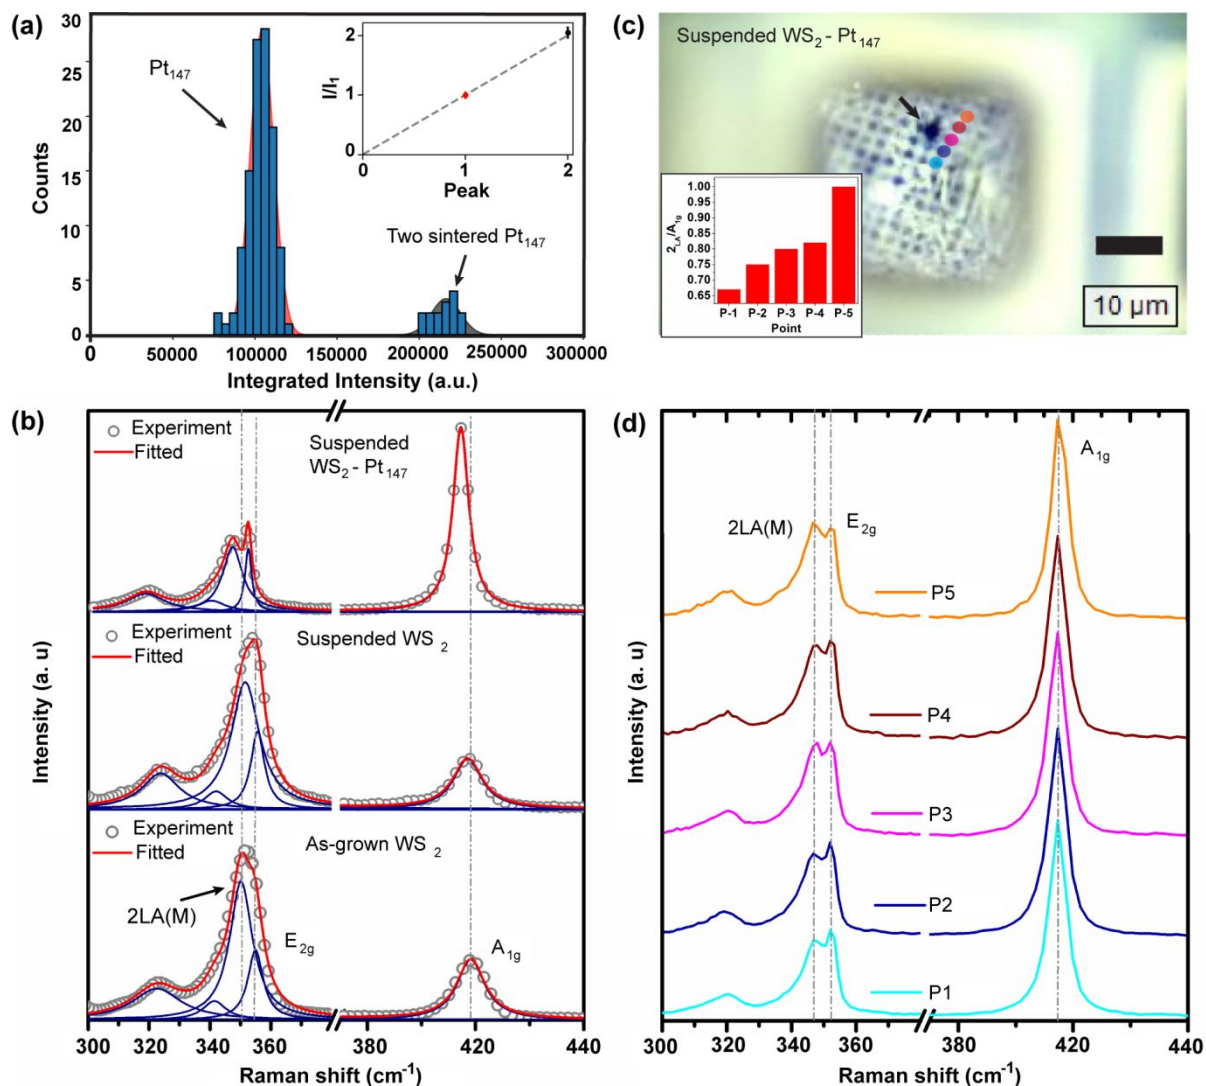 (a)
30
25
20
15
10
5
0
Counts
Pt147
I/I1
2
1
0
0
1
2
Peak
Two sintered Pt147
0
50000
100000
150000
200000
250000
300000
Integrated Intensity (a.u.)
(c)
Suspended WS2 - Pt147
2LA/A1g
1.00
0.95
0.90
0.85
0.80
0.75
0.70
0.65
P-1
P-2
P-3
P-4
P-5
Point
10 µm
(b)
Experiment
Fitted
Suspended
WS2 - Pt147
Experiment
Fitted
Suspended WS 2
Experiment
Fitted
As-grown WS 2
2LA(M)
E2g
A1g
Intensity (a. u)
300
320
340
360
420
440
Raman shift (cm-1)
(d)
A1g
2LA(M)
E2g
P5
P4
P3
P2
P1
Intensity (a. u)
300
320
340
360
380
400
420
440
Raman shift (cm-1)